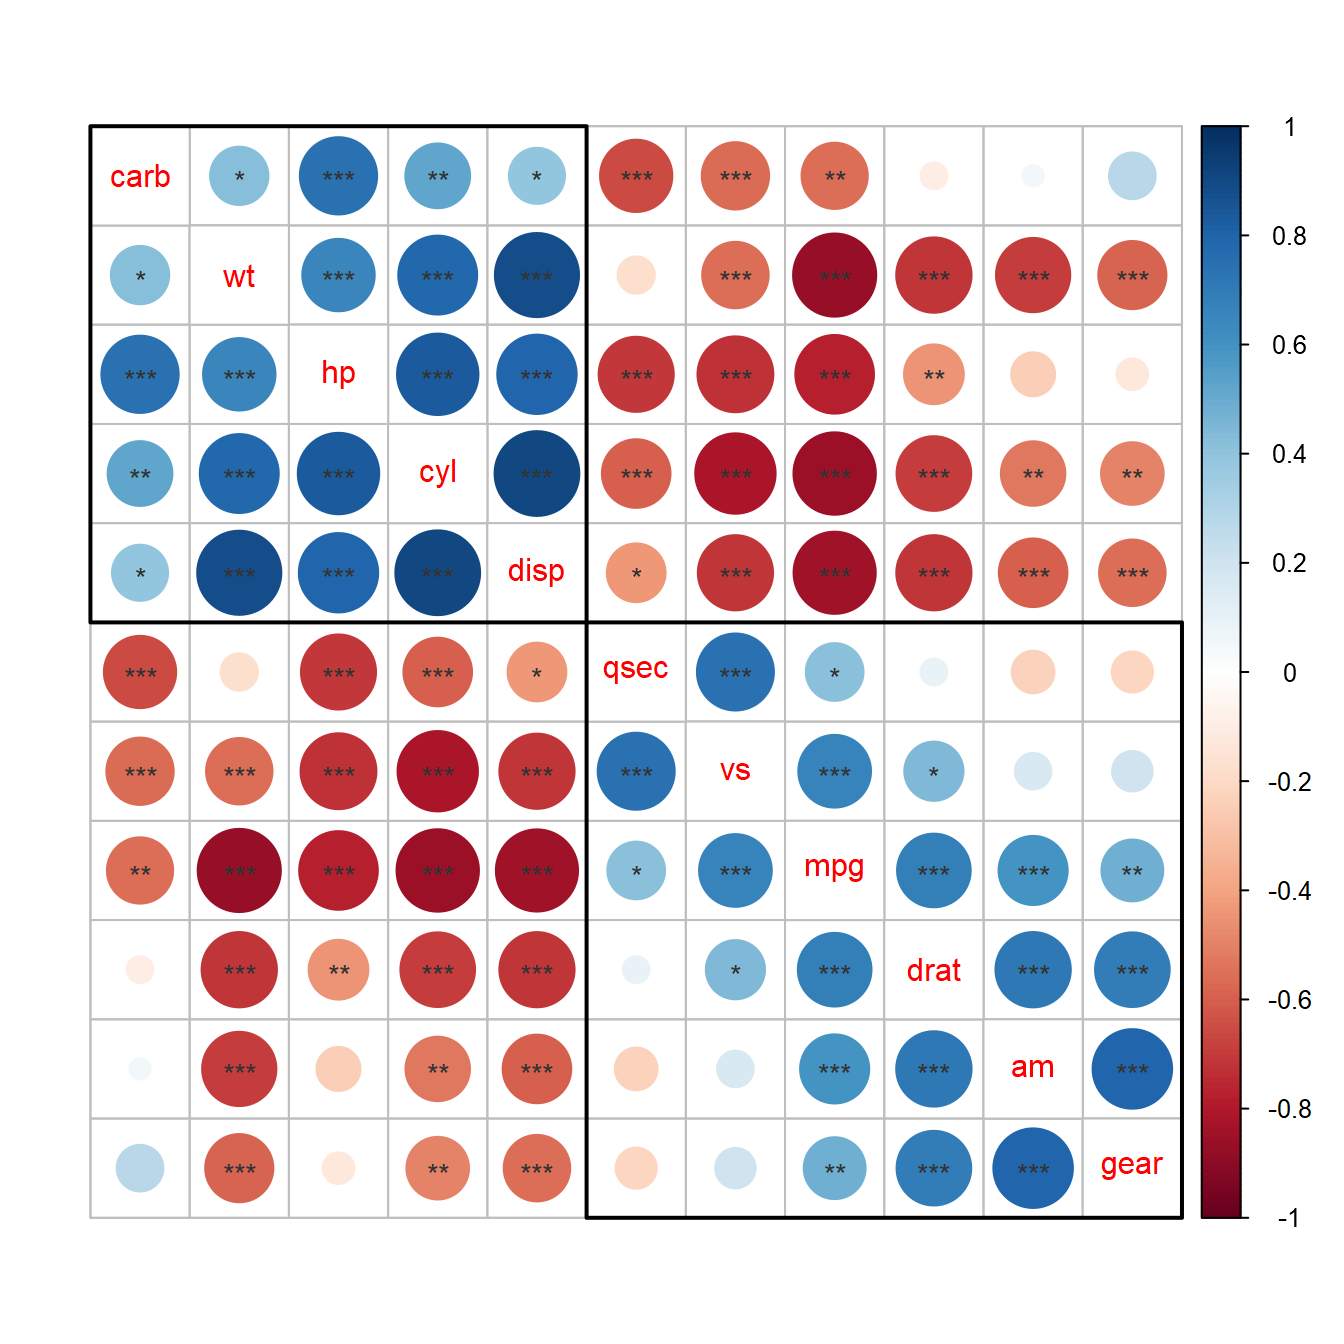 carb * *** ** * *** *** ** 1
* wt *** *** *** *** *** *** *** *** 0.8
*** *** hp *** *** *** *** *** ** 0.6
** *** *** cyl *** *** *** *** *** ** ** 0.4
* *** *** *** disp * *** *** *** *** *** 0.2
*** *** *** * qsec *** * 0
*** *** *** *** *** *** vs *** * -0.2
** *** *** *** *** * *** mpg *** *** ** -0.4
*** ** *** *** * *** drat *** *** -0.6
*** ** *** *** *** am *** -0.8
*** ** *** ** *** *** gear -1